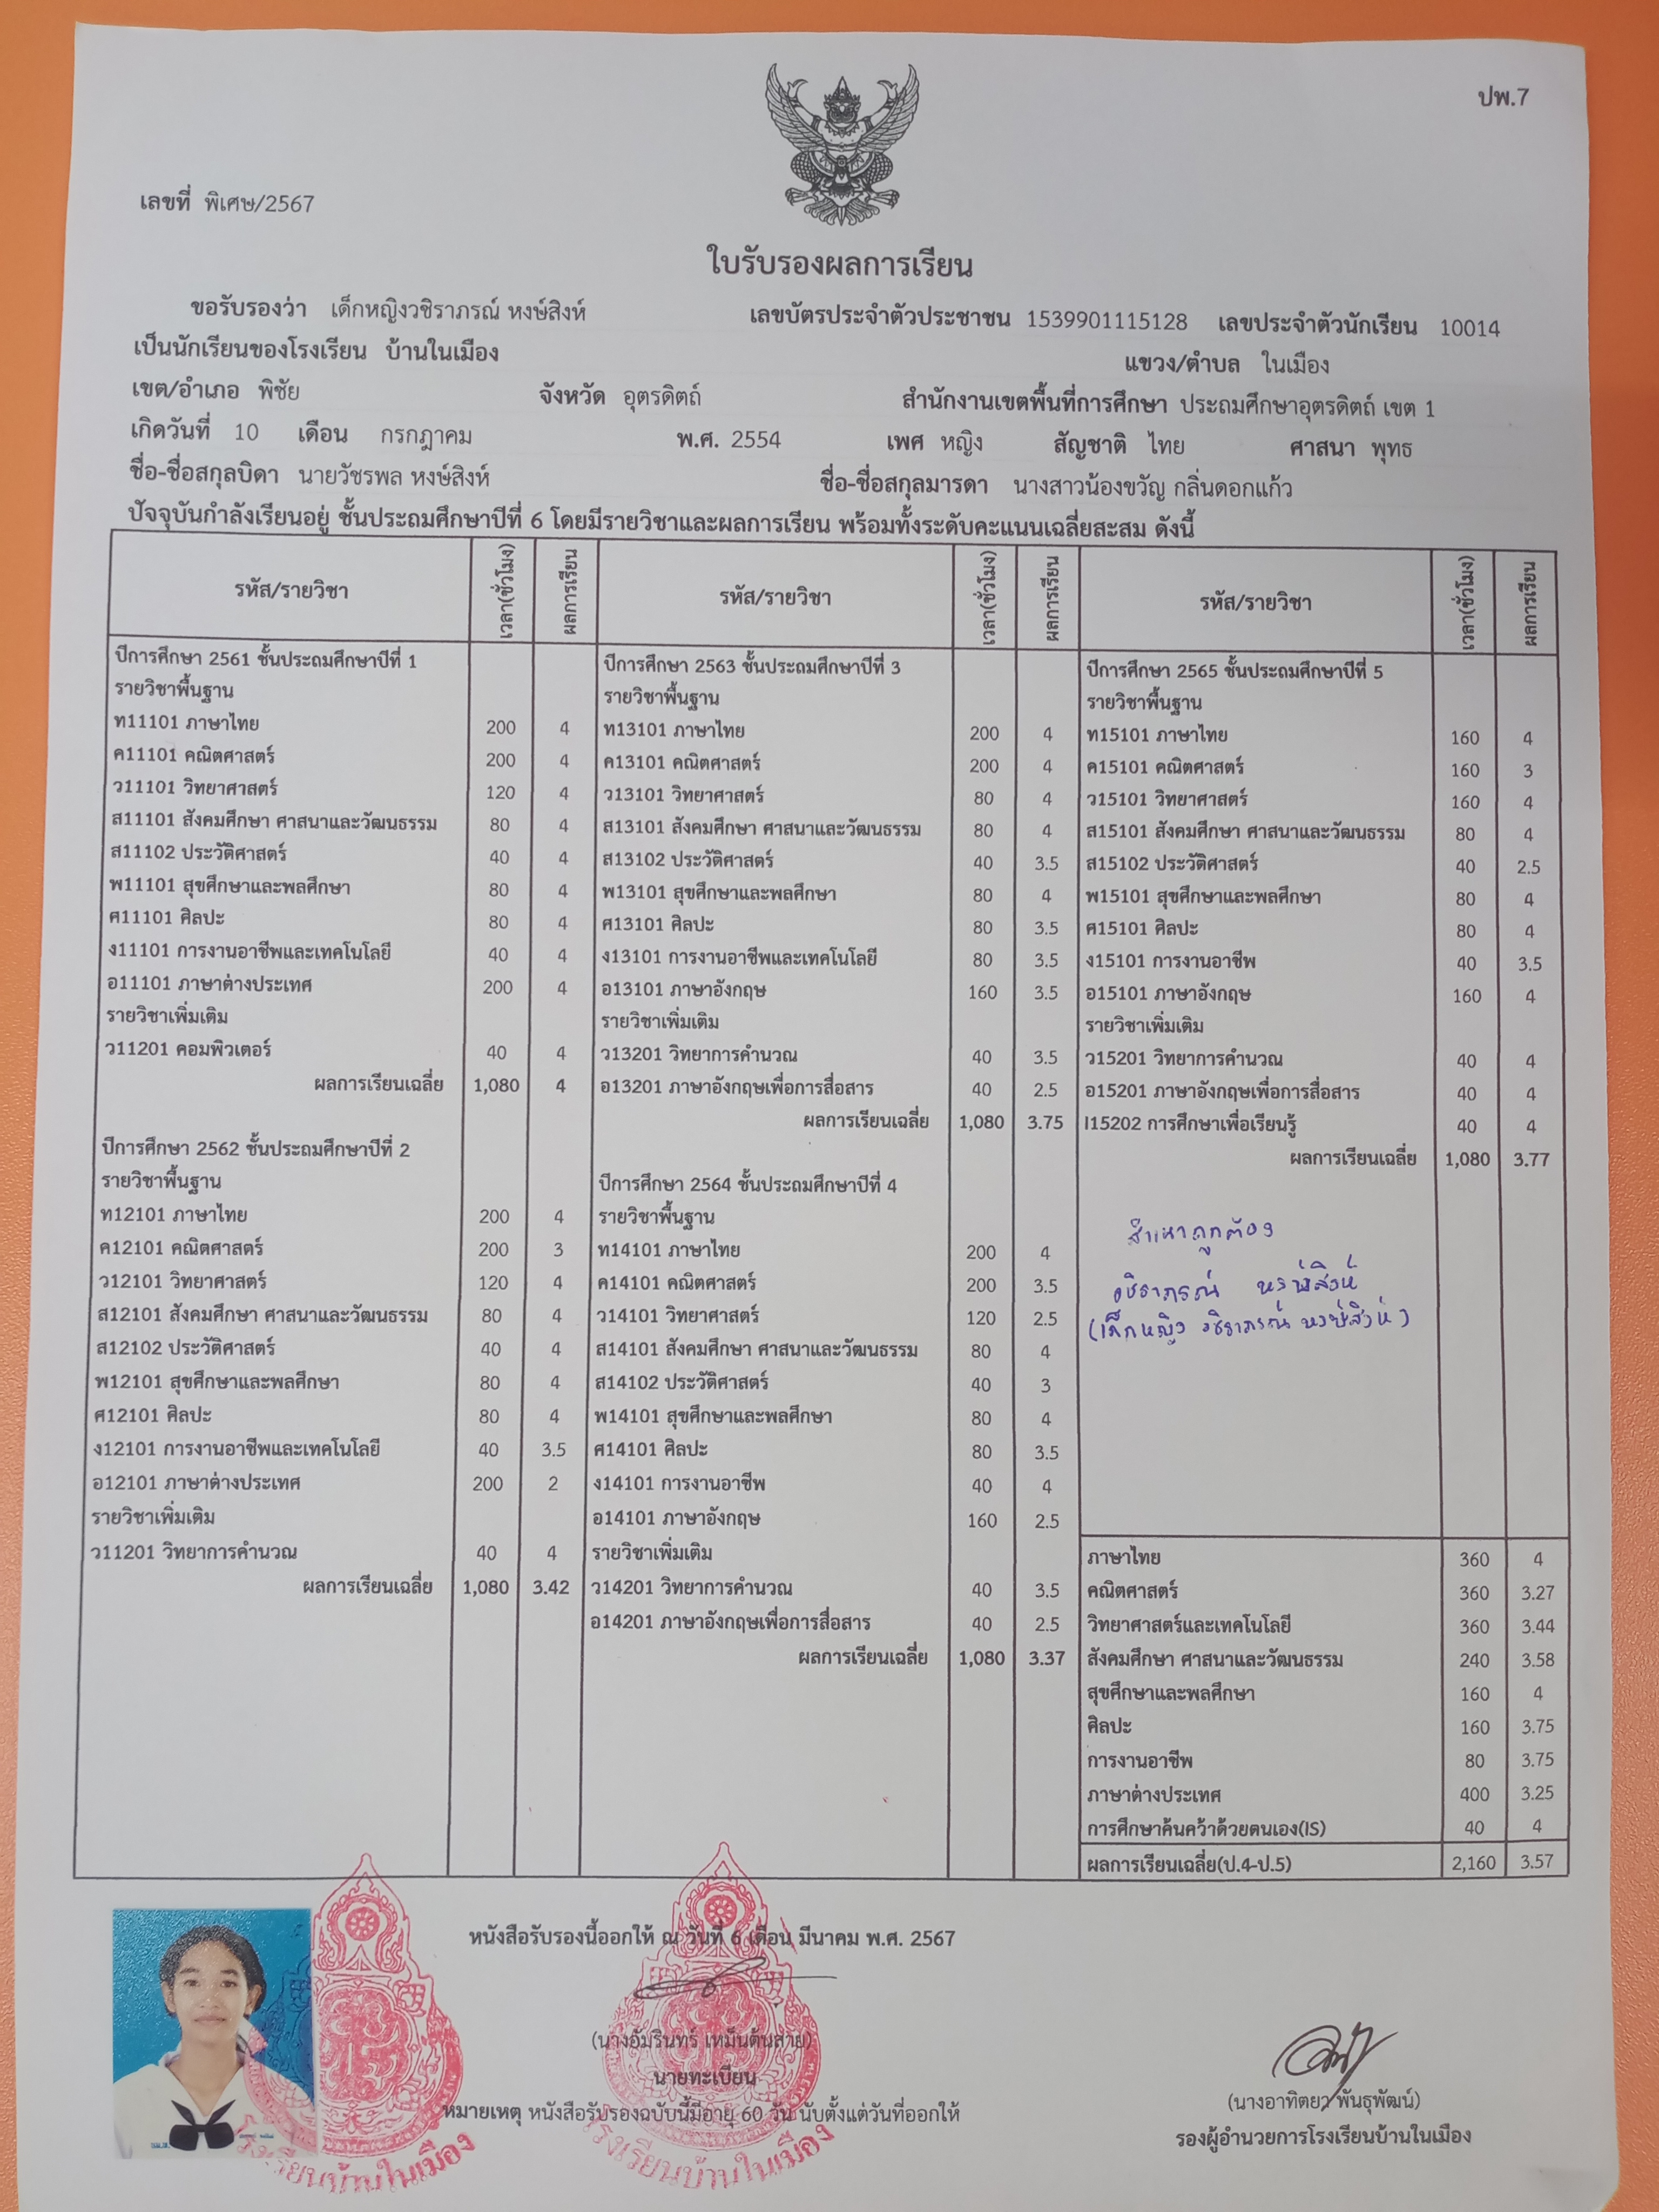 ปพ.7
เลขที่ พิเศษ/2567
ใบรับรองผลการเรียน
ขอรับรองว่า เด็กหญิงวชิราภรณ์ หงษ์สิงห์ เลขบัตรประจำตัวประชาชน 1539901115128 เลขประจำตัวนักเรียน 10014
เป็นนักเรียนของโรงเรียน บ้านในเมือง แขวง/ตำบล ในเมือง
เขต/อำเภอ พิชัย จังหวัด อุตรดิตถ์ สำนักงานเขตพื้นที่การศึกษา ประถมศึกษาอุตรดิตถ์ เขต 1
เกิดวันที่ 10 เดือน กรกฎาคม พ.ศ. 2554 เพศ หญิง สัญชาติ ไทย ศาสนา พุทธ
ชื่อ-ชื่อสกุลบิดา นายวัชรพล หงษ์สิงห์ ชื่อ-ชื่อสกุลมารดา นางสาวน้องขวัญ กลิ่นดอกแก้ว
ปัจจุบันกำลังเรียนอยู่ ชั้นประถมศึกษาปีที่ 6 โดยมีรายวิชาและผลการเรียน พร้อมทั้งระดับคะแนนเฉลี่ยสะสม ดังนี้
รหัส/รายวิชา เวลา(ชั่วโมง) ผลการเรียน
ปีการศึกษา 2561 ชั้นประถมศึกษาปีที่ 1
รายวิชาพื้นฐาน
ท11101 ภาษาไทย 200 4
ค11101 คณิตศาสตร์ 200 4
ว11101 วิทยาศาสตร์ 120 4
ส11101 สังคมศึกษา ศาสนาและวัฒนธรรม 80 4
ส11102 ประวัติศาสตร์ 40 4
พ11101 สุขศึกษาและพลศึกษา 80 4
ศ11101 ศิลปะ 80 4
ง11101 การงานอาชีพและเทคโนโลยี 40 4
อ11101 ภาษาต่างประเทศ 200 4
รายวิชาเพิ่มเติม
ว11201 คอมพิวเตอร์ 40 4
ผลการเรียนเฉลี่ย 1,080 4
ปีการศึกษา 2562 ชั้นประถมศึกษาปีที่ 2
รายวิชาพื้นฐาน
ท12101 ภาษาไทย 200 4
ค12101 คณิตศาสตร์ 200 3
ว12101 วิทยาศาสตร์ 120 4
ส12101 สังคมศึกษา ศาสนาและวัฒนธรรม 80 4
ส12102 ประวัติศาสตร์ 40 4
พ12101 สุขศึกษาและพลศึกษา 80 4
ศ12101 ศิลปะ 80 4
ง12101 การงานอาชีพและเทคโนโลยี 40 3.5
อ12101 ภาษาต่างประเทศ 200 2
รายวิชาเพิ่มเติม
ว11201 วิทยาการคำนวณ 40 4
ผลการเรียนเฉลี่ย 1,080 3.42
รหัส/รายวิชา เวลา(ชั่วโมง) ผลการเรียน
ปีการศึกษา 2563 ชั้นประถมศึกษาปีที่ 3
รายวิชาพื้นฐาน
ท13101 ภาษาไทย 200 4
ค13101 คณิตศาสตร์ 200 4
ว13101 วิทยาศาสตร์ 80 4
ส13101 สังคมศึกษา ศาสนาและวัฒนธรรม 80 4
ส13102 ประวัติศาสตร์ 40 3.5
พ13101 สุขศึกษาและพลศึกษา 80 4
ศ13101 ศิลปะ 80 3.5
ง13101 การงานอาชีพและเทคโนโลยี 80 3.5
อ13101 ภาษาอังกฤษ 160 3.5
รายวิชาเพิ่มเติม
ว13201 วิทยาการคำนวณ 40 3.5
อ13201 ภาษาอังกฤษเพื่อการสื่อสาร 40 2.5
ผลการเรียนเฉลี่ย 1,080 3.75
ปีการศึกษา 2564 ชั้นประถมศึกษาปีที่ 4
รายวิชาพื้นฐาน
ท14101 ภาษาไทย 200 4
ค14101 คณิตศาสตร์ 200 3.5
ว14101 วิทยาศาสตร์ 120 2.5
ส14101 สังคมศึกษา ศาสนาและวัฒนธรรม 80 4
ส14102 ประวัติศาสตร์ 40 3
พ14101 สุขศึกษาและพลศึกษา 80 4
ศ14101 ศิลปะ 80 3.5
ง14101 การงานอาชีพ 40 4
อ14101 ภาษาอังกฤษ 160 2.5
รายวิชาเพิ่มเติม
ว14201 วิทยาการคำนวณ 40 3.5
อ14201 ภาษาอังกฤษเพื่อการสื่อสาร 40 2.5
ผลการเรียนเฉลี่ย 1,080 3.37
รหัส/รายวิชา เวลา(ชั่วโมง) ผลการเรียน
ปีการศึกษา 2565 ชั้นประถมศึกษาปีที่ 5
รายวิชาพื้นฐาน
ท15101 ภาษาไทย 160 4
ค15101 คณิตศาสตร์ 160 3
ว15101 วิทยาศาสตร์ 160 4
ส15101 สังคมศึกษา ศาสนาและวัฒนธรรม 80 4
ส15102 ประวัติศาสตร์ 40 2.5
พ15101 สุขศึกษาและพลศึกษา 80 4
ศ15101 ศิลปะ 80 4
ง15101 การงานอาชีพ 40 3.5
อ15101 ภาษาอังกฤษ 160 4
รายวิชาเพิ่มเติม
ว15201 วิทยาการคำนวณ 40 4
อ15201 ภาษาอังกฤษเพื่อการสื่อสาร 40 4
I15202 การศึกษาเพื่อเรียนรู้ 40 4
ผลการเรียนเฉลี่ย 1,080 3.77
สำเนาถูกต้อง
วชิราภรณ์ หงษ์สิงห์
(เด็กหญิง วชิราภรณ์ หงษ์สิงห์)
ภาษาไทย 360 4
คณิตศาสตร์ 360 3.27
วิทยาศาสตร์และเทคโนโลยี 360 3.44
สังคมศึกษา ศาสนาและวัฒนธรรม 240 3.58
สุขศึกษาและพลศึกษา 160 4
ศิลปะ 160 3.75
การงานอาชีพ 80 3.75
ภาษาต่างประเทศ 400 3.25
การศึกษาค้นคว้าด้วยตนเอง(IS) 40 4
ผลการเรียนเฉลี่ย(ป.4-ป.5) 2,160 3.57
หนังสือรับรองนี้ออกให้ ณ วันที่ 6 เดือน มีนาคม พ.ศ. 2567
(นางอัมรินทร์ เหม็นต้นสาย)
นายทะเบียน
หมายเหตุ หนังสือรับรองฉบับนี้มีอายุ 60 วัน นับตั้งแต่วันที่ออกให้
(นางอาทิตยา พันธุพัฒน์)
รองผู้อำนวยการโรงเรียนบ้านในเมือง
โรงเรียนบ้านในเมือง
โรงเรียนบ้านในเมือง